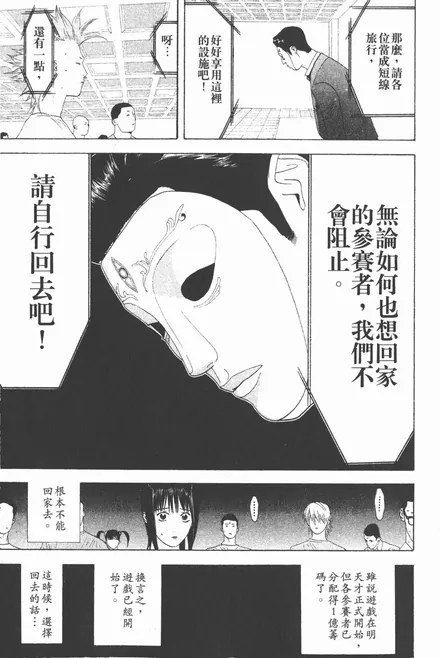 那麼，請各
位當成短線
旅行，
好好享用這裡
的設施吧！
呀…
還有一點，
無論如何也想回家
的參賽者，我們不
會阻止。
請自行回去吧！
……
……
雖說遊戲在明
天才正式開始，
但各參賽者已
分配得1億籌
碼了。
換言之，
遊戲已經開
始了。
這時候，選擇
回去的話…
根本不能
回家去。